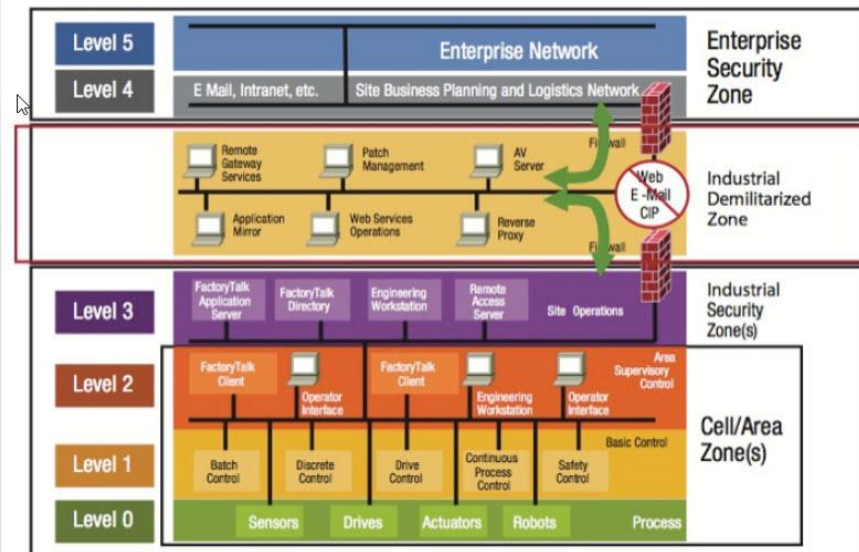 Level 5
Enterprise Network
Enterprise
Security
Zone
Level 4
E Mail, Intranet, etc.
Site Business Planning and Logistics Network
Firewall
Remote
Gateway
Services
Patch
Management
AV
Server
Web
E-Mail
CIP
Industrial
Demilitarized
Zone
Application
Mirror
Web Services
Operations
Reverse
Proxy
Firewall
Level 3
FactoryTalk
Application
Server
FactoryTalk
Directory
Engineering
Workstation
Remote
Access
Server
Site Operations
Industrial
Security
Zone(s)
Level 2
FactoryTalk
Client
Operator
Interface
FactoryTalk
Client
Engineering
Workstation
Operator
Interface
Area
Supervisory
Control
Cell/Area
Zone(s)
Level 1
Batch
Control
Discrete
Control
Drive
Control
Continuous
Process
Control
Safety
Control
Basic Control
Level 0
Sensors
Drives
Actuators
Robots
Process